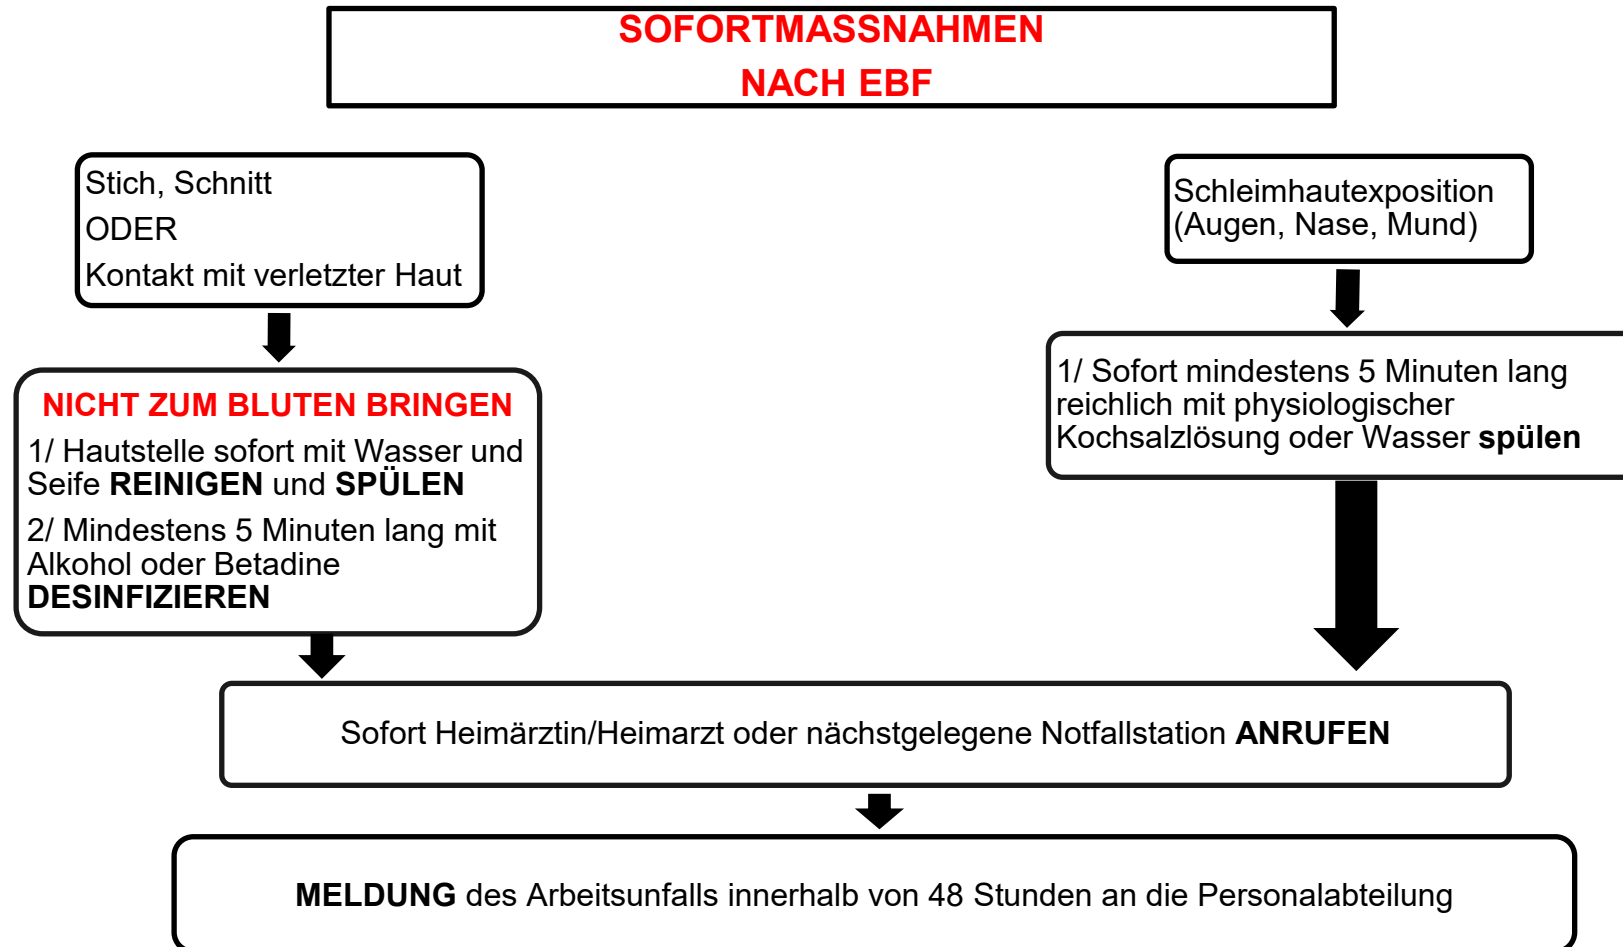 SOFORTMASSNAHMEN
NACH EBF
Stich, Schnitt
ODER
Kontakt mit verletzter Haut
NICHT ZUM BLUTEN BRINGEN
1/ Hautstelle sofort mit Wasser und
Seife REINIGEN und SPÜLEN
2/ Mindestens 5 Minuten lang mit
Alkohol oder Betadine
DESINFIZIEREN
Schleimhautexposition
(Augen, Nase, Mund)
1/ Sofort mindestens 5 Minuten lang
reichlich mit physiologischer
Kochsalzlösung oder Wasser spülen
Sofort Heimärztin/Heimarzt oder nächstgelegene Notfallstation ANRUFEN
MELDUNG des Arbeitsunfalls innerhalb von 48 Stunden an die Personalabteilung